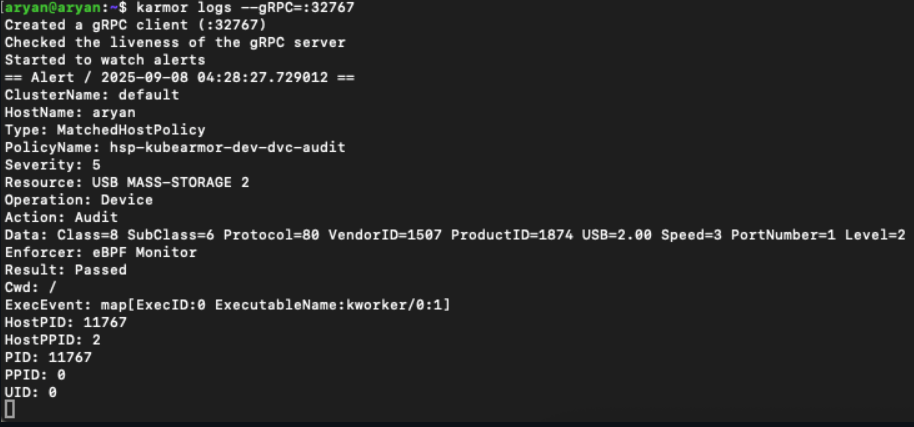 [aryan@aryan:~$ karmor logs --gRPC=:32767
Created a gRPC client (:32767)
Checked the liveness of the gRPC server
Started to watch alerts
== Alert / 2025-09-08 04:28:27.729012 ==
ClusterName: default
HostName: aryan
Type: MatchedHostPolicy
PolicyName: hsp-kubearmor-dev-dvc-audit
Severity: 5
Resource: USB MASS-STORAGE 2
Operation: Device
Action: Audit
Data: Class=8 SubClass=6 Protocol=80 VendorID=1507 ProductID=1874 USB=2.00 Speed=3 PortNumber=1 Level=2
Enforcer: eBPF Monitor
Result: Passed
Cwd: /
ExecEvent: map[ExecID:0 ExecutableName:kworker/0:1]
HostPID: 11767
HostPPID: 2
PID: 11767
PPID: 0
UID: 0